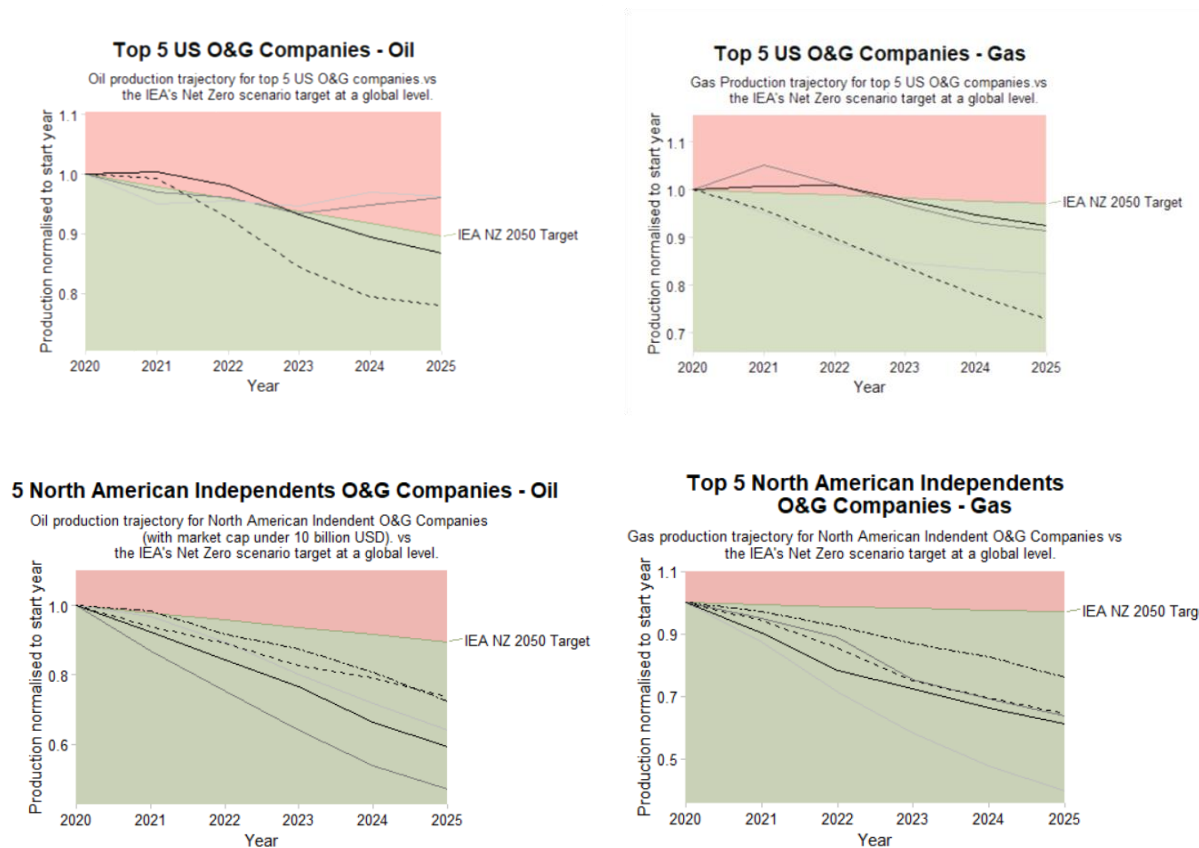 Top 5 US O&G Companies - Oil
Oil production trajectory for top 5 US O&G companies.vs
the IEA's Net Zero scenario target at a global level.
Production normalised to start year
1.1
1.0
0.9
0.8
IEA NZ 2050 Target
2020 2021 2022 2023 2024 2025
Year
Top 5 US O&G Companies - Gas
Gas Production trajectory for top 5 US O&G companies.vs
the IEA's Net Zero scenario target at a global level.
Production normalised to start year
1.1
1.0
0.9
0.8
0.7
IEA NZ 2050 Target
2020 2021 2022 2023 2024 2025
Year
5 North American Independents O&G Companies - Oil
Oil production trajectory for North American Indendent O&G Companies
(with market cap under 10 billion USD). vs
the IEA's Net Zero scenario target at a global level.
Production normalised to start year
1.0
0.8
0.6
IEA NZ 2050 Target
2020 2021 2022 2023 2024 2025
Year
Top 5 North American Independents
O&G Companies - Gas
Gas production trajectory for North American Indendent O&G Companies vs
the IEA's Net Zero scenario target at a global level.
Production normalised to start year
1.1
0.9
0.7
0.5
IEA NZ 2050 Targ
2020 2021 2022 2023 2024 2025
Year